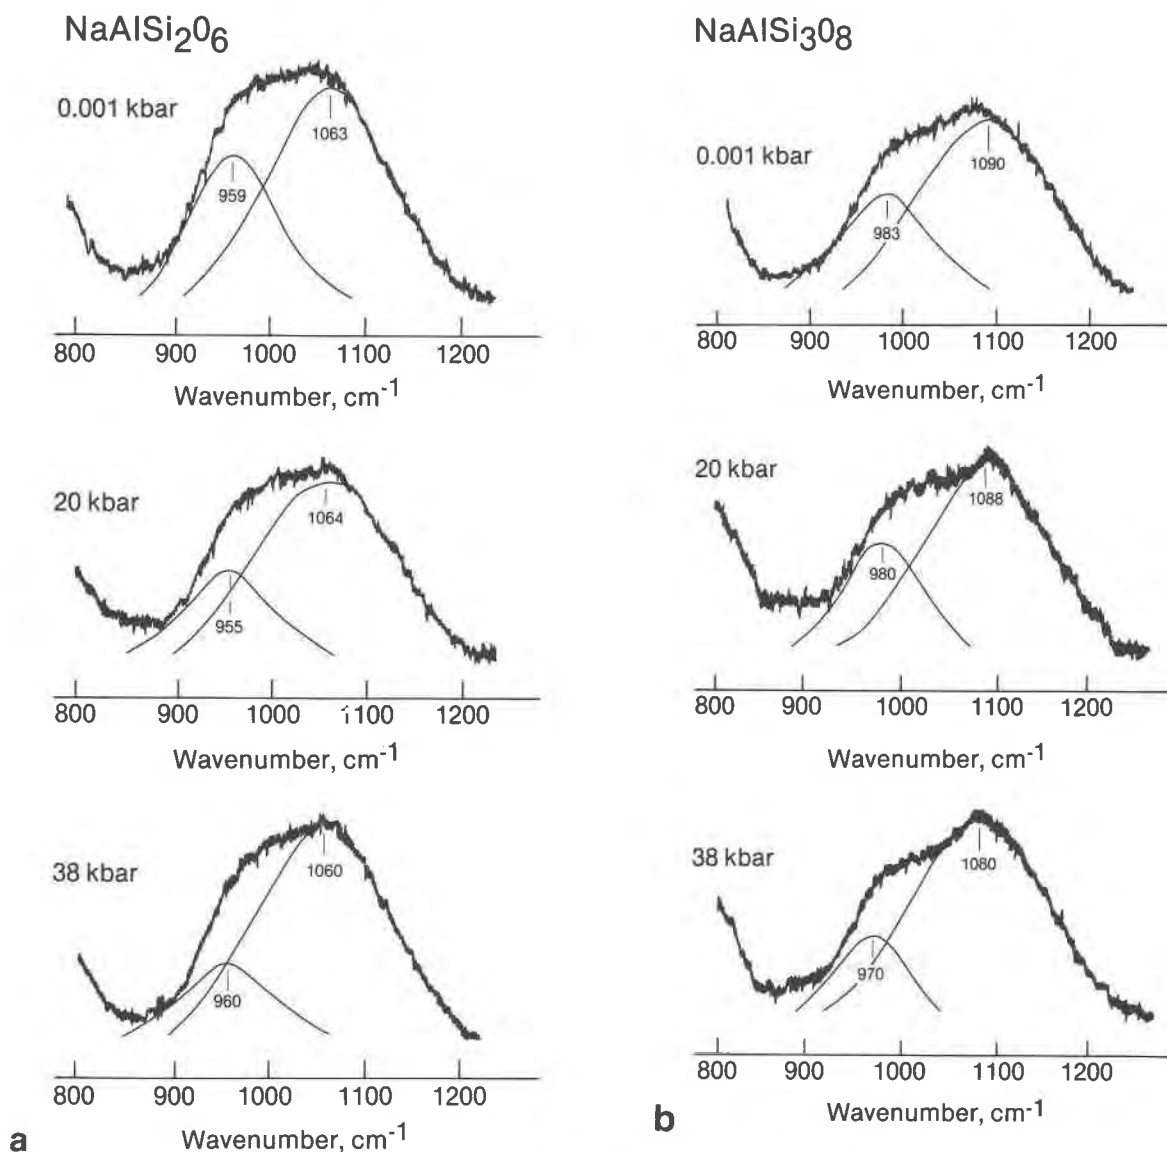 NaAlSi2O6
0.001 kbar
1063
959
800 900 1000 1100 1200
Wavenumber, cm-1
20 kbar
1064
955
800 900 1000 1100 1200
Wavenumber, cm-1
38 kbar
1060
960
800 900 1000 1100 1200
Wavenumber, cm-1
a
NaAlSi3O8
0.001 kbar
1090
983
800 900 1000 1100 1200
Wavenumber, cm-1
20 kbar
1088
980
800 900 1000 1100 1200
Wavenumber, cm-1
38 kbar
1080
970
800 900 1000 1100 1200
Wavenumber, cm-1
b